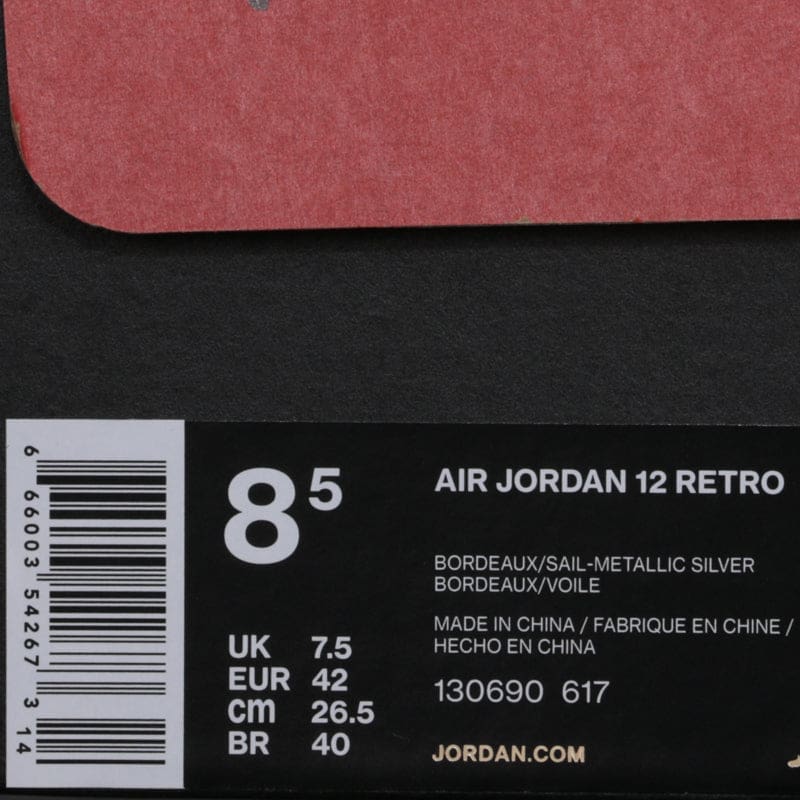 6 66003 54267 3 14
8 5
UK 7.5
EUR 42
cm 26.5
BR 40
AIR JORDAN 12 RETRO
BORDEAUX/SAIL-METALLIC SILVER
BORDEAUX/VOILE
MADE IN CHINA / FABRIQUE EN CHINE /
HECHO EN CHINA
130690 617
JORDAN.COM